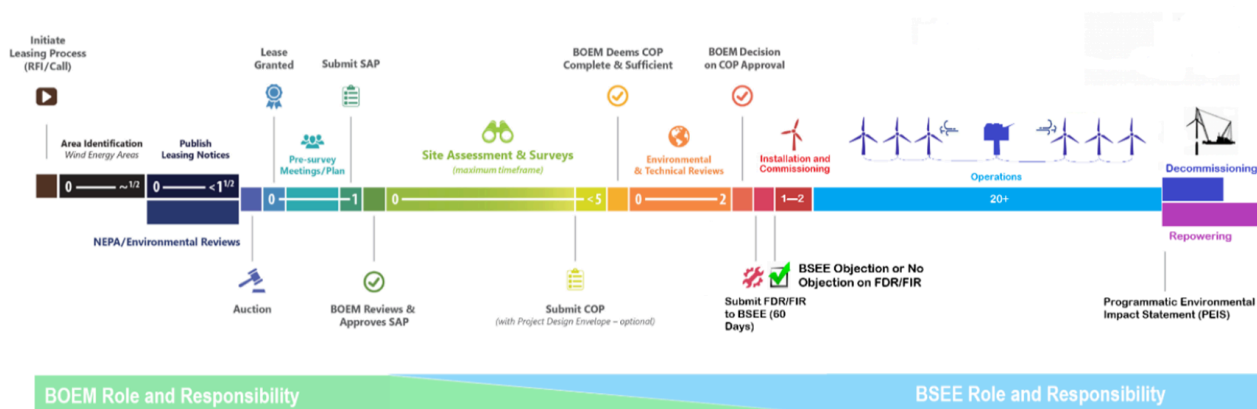 Initiate
Leasing Process
(RFI/Call)
Area Identification
Wind Energy Areas
0 ~1/2
Publish
Leasing Notices
0 <1 1/2
NEPA/Environmental Reviews
Auction
Lease
Granted
Pre-survey
Meetings/Plan
0 1
Submit SAP
BOEM Reviews &
Approves SAP
Site Assessment & Surveys
(maximum timeframe)
0 <5
Submit COP
(with Project Design Envelope – optional)
BOEM Deems COP
Complete & Sufficient
Environmental
& Technical Reviews
0 2
BOEM Decision
on COP Approval
Submit FDR/FIR
to BSEE (60
Days)
BSEE Objection or No
Objection on FDR/FIR
Installation and
Commissioning
1—2
Operations
20+
Decommissioning
Repowering
Programmatic Environmental
Impact Statement (PEIS)
BOEM Role and Responsibility
BSEE Role and Responsibility